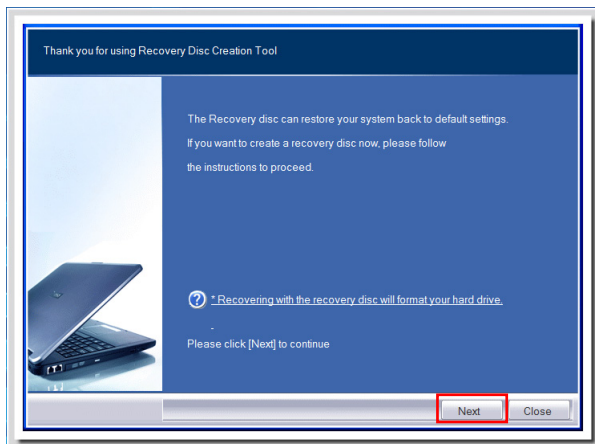 Thank you for using Recovery Disc Creation Tool
The Recovery disc can restore your system back to default settings.
If you want to create a recovery disc now, please follow
the instructions to proceed.
* Recovering with the recovery disc will format your hard drive.
-
Please click [Next] to continue
Next Close